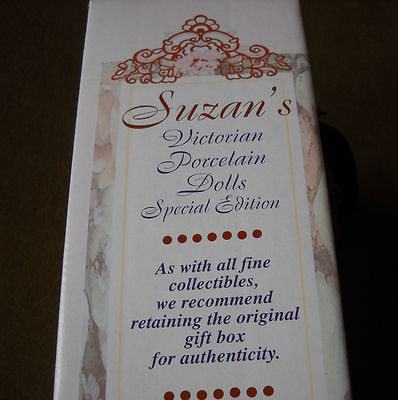 Suzan's
Victorian
Porcelain
Dolls
Special Edition
As with all fine
collectibles,
we recommend
retaining the original
gift box
for authenticity.